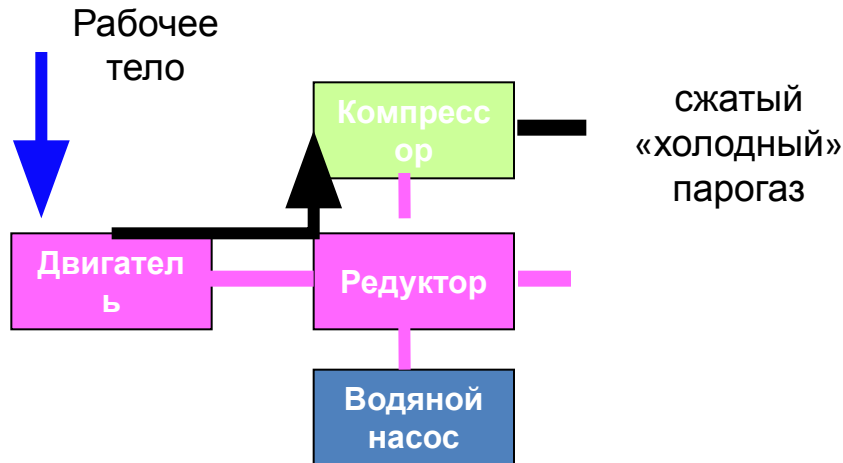 Рабочее
тело
Компресс
ор
сжатый
«холодный»
парогаз
Двигател
ь
Редуктор
Водяной
насос